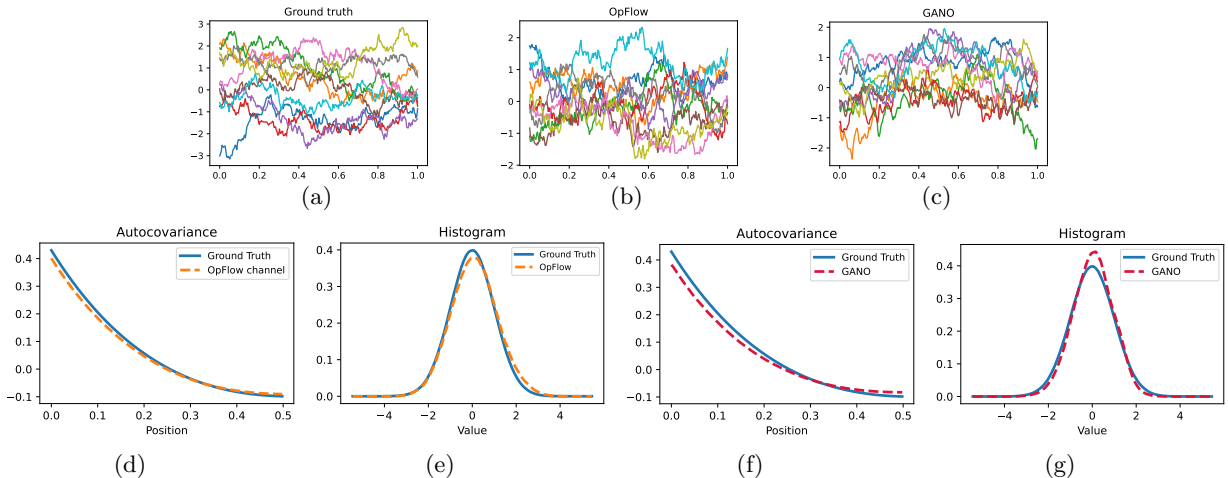 Ground truth
3
2
1
0
−1
−2
−3
0.0 0.2 0.4 0.6 0.8 1.0
(a)
OpFlow
2
1
0
−1
−2
0.0 0.2 0.4 0.6 0.8 1.0
(b)
GANO
2
1
0
−1
−2
0.0 0.2 0.4 0.6 0.8 1.0
(c)
Autocovariance
Ground Truth
OpFlow channel
0.4
0.3
0.2
0.1
0.0
−0.1
0.0 0.1 0.2 0.3 0.4 0.5
Position
(d)
Histogram
Ground Truth
OpFlow
0.4
0.3
0.2
0.1
0.0
−4 −2 0 2 4
Value
(e)
Autocovariance
Ground Truth
GANO
0.4
0.3
0.2
0.1
0.0
−0.1
0.0 0.1 0.2 0.3 0.4 0.5
Position
(f)
Histogram
Ground Truth
GANO
0.4
0.3
0.2
0.1
0.0
−4 −2 0 2 4
Value
(g)